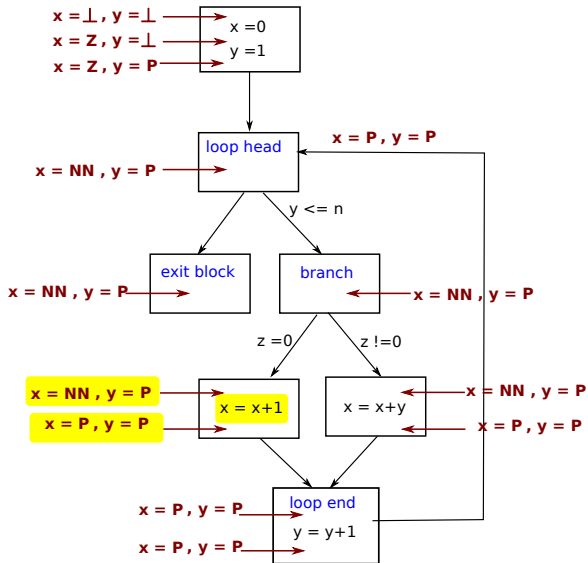 x = ⊥ , y = ⊥
x = 0
x = Z , y = ⊥
y = 1
x = Z , y = P
loop head
x = P , y = P
x = NN , y = P
y <= n
exit block
branch
x = NN , y = P
x = NN , y = P
z =0
z !=0
x = NN , y = P
x = NN , y = P
x = x+1
x = x+y
x = P , y = P
x = P , y = P
loop end
x = P , y = P
y = y+1
x = P , y = P